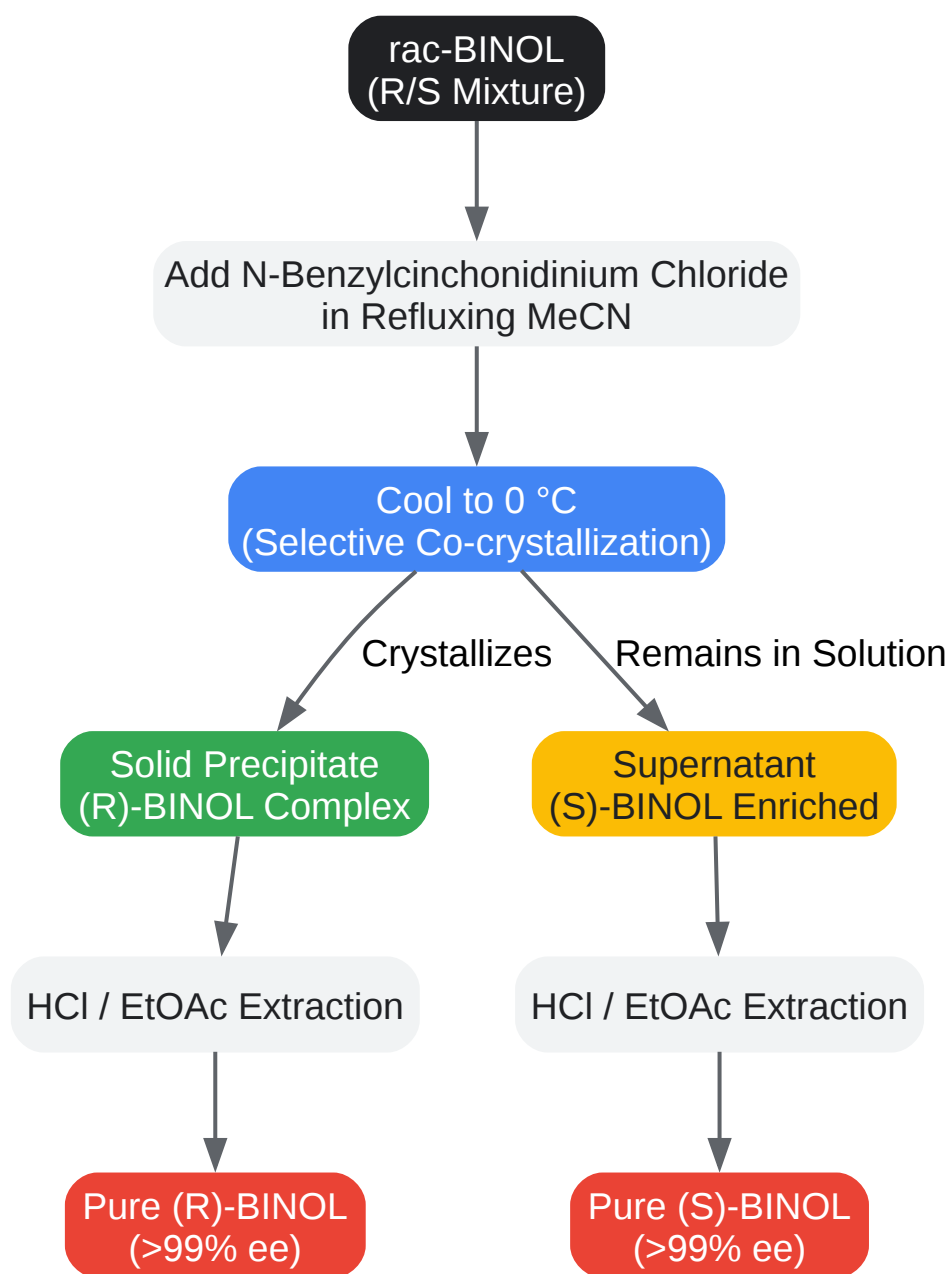 rac-BINOL
(R/S Mixture)
Add N-Benzylcinchonidinium Chloride
in Refluxing MeCN
Cool to 0 °C
(Selective Co-crystallization)
Crystallizes
Remains in Solution
Solid Precipitate
(R)-BINOL Complex
Supernatant
(S)-BINOL Enriched
HCl / EtOAc Extraction
HCl / EtOAc Extraction
Pure (R)-BINOL
(>99% ee)
Pure (S)-BINOL
(>99% ee)